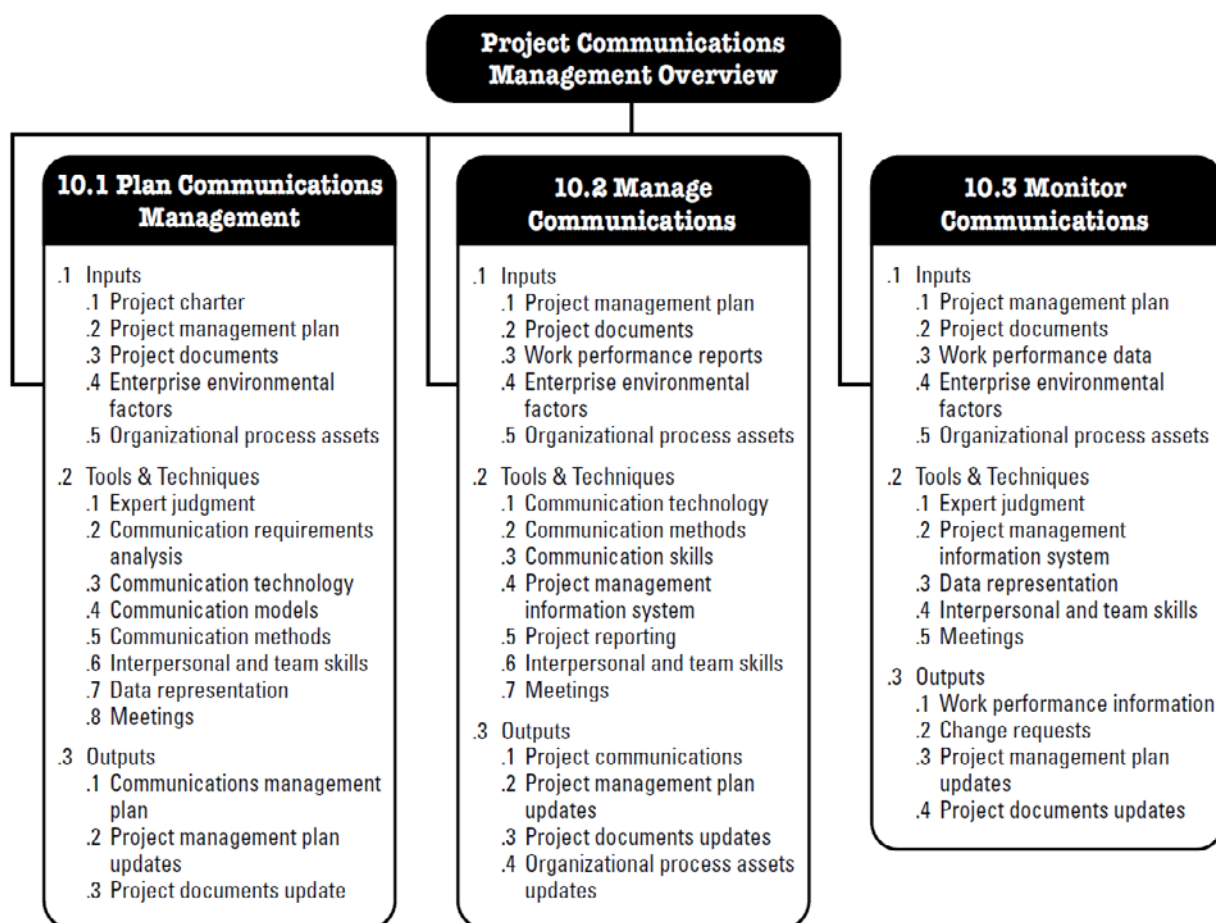 Project Communications
Management Overview
10.1 Plan Communications
Management
.1 Inputs
.1 Project charter
.2 Project management plan
.3 Project documents
.4 Enterprise environmental
factors
.5 Organizational process assets
.2 Tools & Techniques
.1 Expert judgment
.2 Communication requirements
analysis
.3 Communication technology
.4 Communication models
.5 Communication methods
.6 Interpersonal and team skills
.7 Data representation
.8 Meetings
.3 Outputs
.1 Communications management
plan
.2 Project management plan
updates
.3 Project documents update
10.2 Manage
Communications
.1 Inputs
.1 Project management plan
.2 Project documents
.3 Work performance reports
.4 Enterprise environmental
factors
.5 Organizational process assets
.2 Tools & Techniques
.1 Communication technology
.2 Communication methods
.3 Communication skills
.4 Project management
information system
.5 Project reporting
.6 Interpersonal and team skills
.7 Meetings
.3 Outputs
.1 Project communications
.2 Project management plan
updates
.3 Project documents updates
.4 Organizational process assets
updates
10.3 Monitor
Communications
.1 Inputs
.1 Project management plan
.2 Project documents
.3 Work performance data
.4 Enterprise environmental
factors
.5 Organizational process assets
.2 Tools & Techniques
.1 Expert judgment
.2 Project management
information system
.3 Data representation
.4 Interpersonal and team skills
.5 Meetings
.3 Outputs
.1 Work performance information
.2 Change requests
.3 Project management plan
updates
.4 Project documents updates